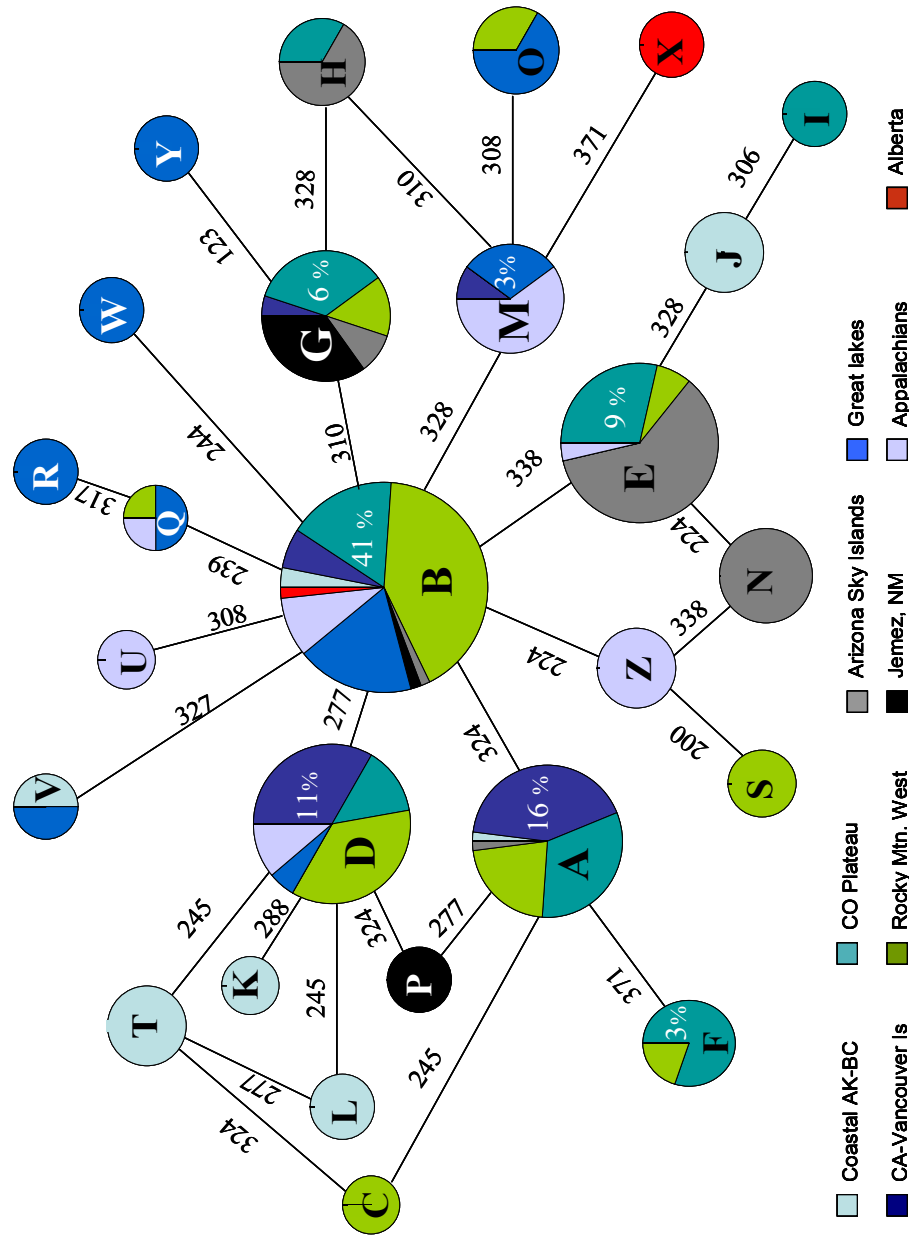 Y
H
W
O
R
X
Q
U
V
G
6 %
M
3%
B
41 %
E
9 %
J
I
N
Z
S
D
11%
A
16 %
P
K
T
L
C
F
3%
123
328
310
308
371
244
317
239
308
327
310
328
338
328
306
224
338
224
200
277
324
245
288
245
324
277
277
324
245
371
Coastal AK-BC
CO Plateau
Arizona Sky Islands
Great lakes
CA-Vancouver Is
Rocky Mtn. West
Jemez, NM
Appalachians
Alberta